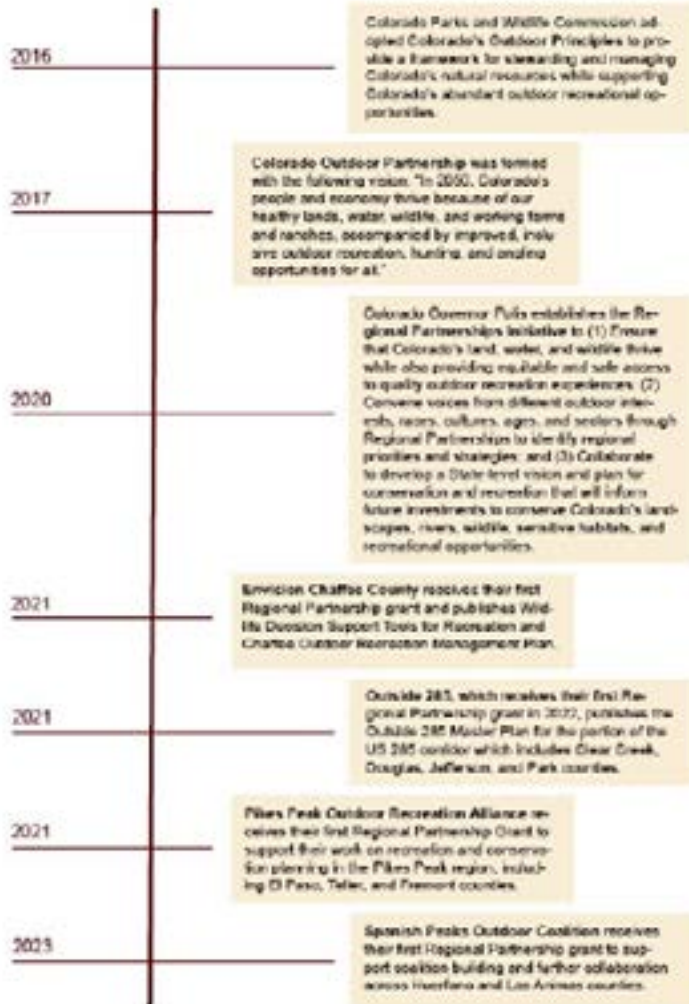 2016
Colorado Parks and Wildlife Commission ad-
opted Colorado's Outdoor Principles to pro-
vide a framework for stewarding and managing
Colorado's natural resources while supporting
Colorado's abundant outdoor recreational op-
portunities.
2017
Colorado Outdoor Partnership was formed
with the following vision: "In 2050, Colorado's
people and economy thrive because of our
healthy lands, water, wildlife, and working farms
and ranches, accompanied by improved, inclu
sive outdoor recreation, hunting, and angling
opportunities for all."
2020
Colorado Governor Polis establishes the Re-
gional Partnerships Initiative to (1) Ensure
that Colorado's land, water, and wildlife thrive
while also providing equitable and safe access
to quality outdoor recreation experiences; (2)
Convene voices from different outdoor inter-
ests, races, cultures, ages, and sectors through
Regional Partnerships to identify regional
priorities and strategies; and (3) Collaborate
to develop a State-level vision and plan for
conservation and recreation that will inform
future investments to conserve Colorado's land-
scapes, rivers, wildlife, sensitive habitats, and
recreational opportunities.
2021
Envision Chaffee County receives their first
Regional Partnership grant and publishes Wild-
life Decision Support Tools for Recreation and
Chaffee Outdoor Recreation Management Plan.
2021
Outside 285, which receives their first Re-
gional Partnership grant in 2022, publishes the
Outside 285 Master Plan for the portion of the
US 285 corridor which includes Clear Creek,
Douglas, Jefferson, and Park counties.
2021
Pikes Peak Outdoor Recreation Alliance re-
ceives their first Regional Partnership Grant to
support their work on recreation and conserva-
tion planning in the Pikes Peak region, includ-
ing El Paso, Teller, and Fremont counties.
2023
Spanish Peaks Outdoor Coalition receives
their first Regional Partnership grant to sup-
port coalition building and further collaboration
across Huerfano and Las Animas counties.